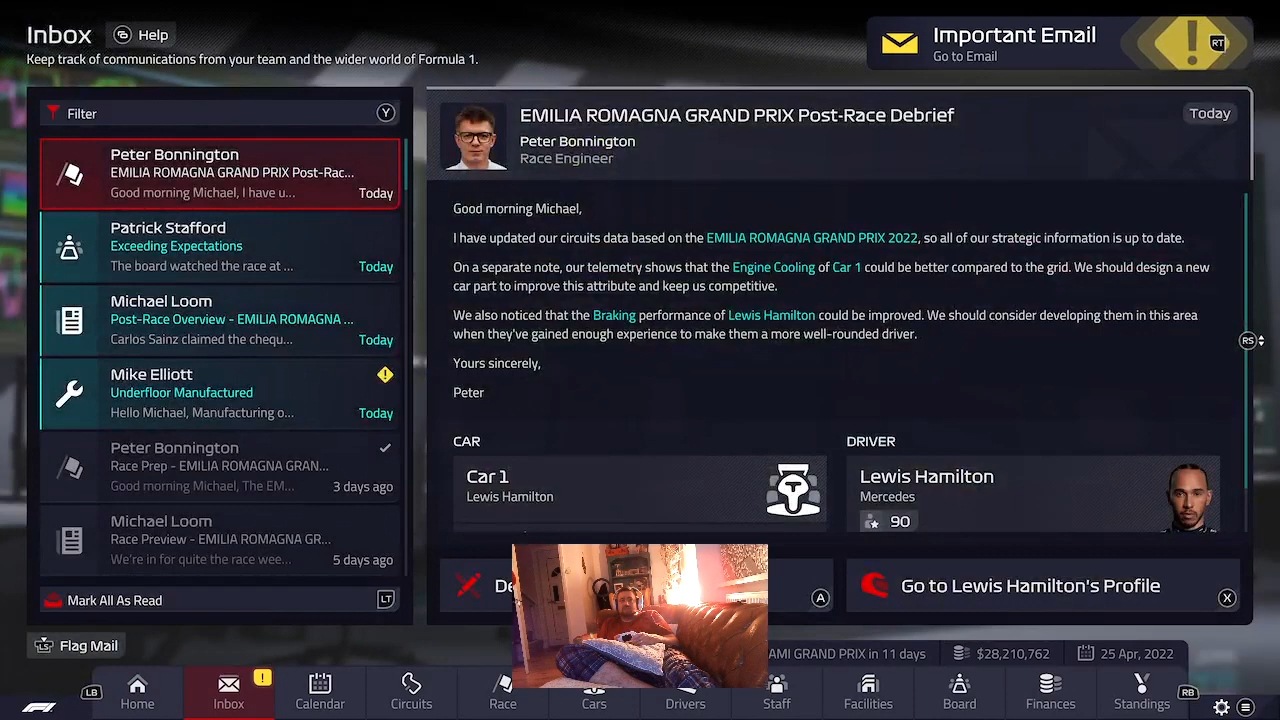 Inbox
Help
Keep track of communications from your team and the wider world of Formula 1.
Important Email
Go to Email
RT
Filter
Y
Peter Bonnington
EMILIA ROMAGNA GRAND PRIX Post-Rac...
Good morning Michael, I have u...
Today
Patrick Stafford
Exceeding Expectations
The board watched the race at ...
Today
Michael Loom
Post-Race Overview - EMILIA ROMAGNA ...
Carlos Sainz claimed the chequ...
Today
Mike Elliott
Underfloor Manufactured
Hello Michael, Manufacturing o...
Today
Peter Bonnington
Race Prep - EMILIA ROMAGNA GRAN...
Good morning Michael, The EM...
3 days ago
Michael Loom
Race Preview - EMILIA ROMAGNA GR...
We're in for quite the race wee...
5 days ago
Mark All As Read
LT
LS
Flag Mail
EMILIA ROMAGNA GRAND PRIX Post-Race Debrief
Today
Peter Bonnington
Race Engineer
Good morning Michael,
I have updated our circuits data based on the EMILIA ROMAGNA GRAND PRIX 2022, so all of our strategic information is up to date.
On a separate note, our telemetry shows that the Engine Cooling of Car 1 could be better compared to the grid. We should design a new
car part to improve this attribute and keep us competitive.
We also noticed that the Braking performance of Lewis Hamilton could be improved. We should consider developing them in this area
when they've gained enough experience to make them a more well-rounded driver.
Yours sincerely,
Peter
RS
CAR
Car 1
Lewis Hamilton
DRIVER
Lewis Hamilton
Mercedes
90
De
A
Go to Lewis Hamilton's Profile
X
AMI GRAND PRIX in 11 days
$28,210,762
25 Apr, 2022
LB
Home
Inbox
Calendar
Circuits
Race
Cars
Drivers
Staff
Facilities
Board
Finances
Standings
RB